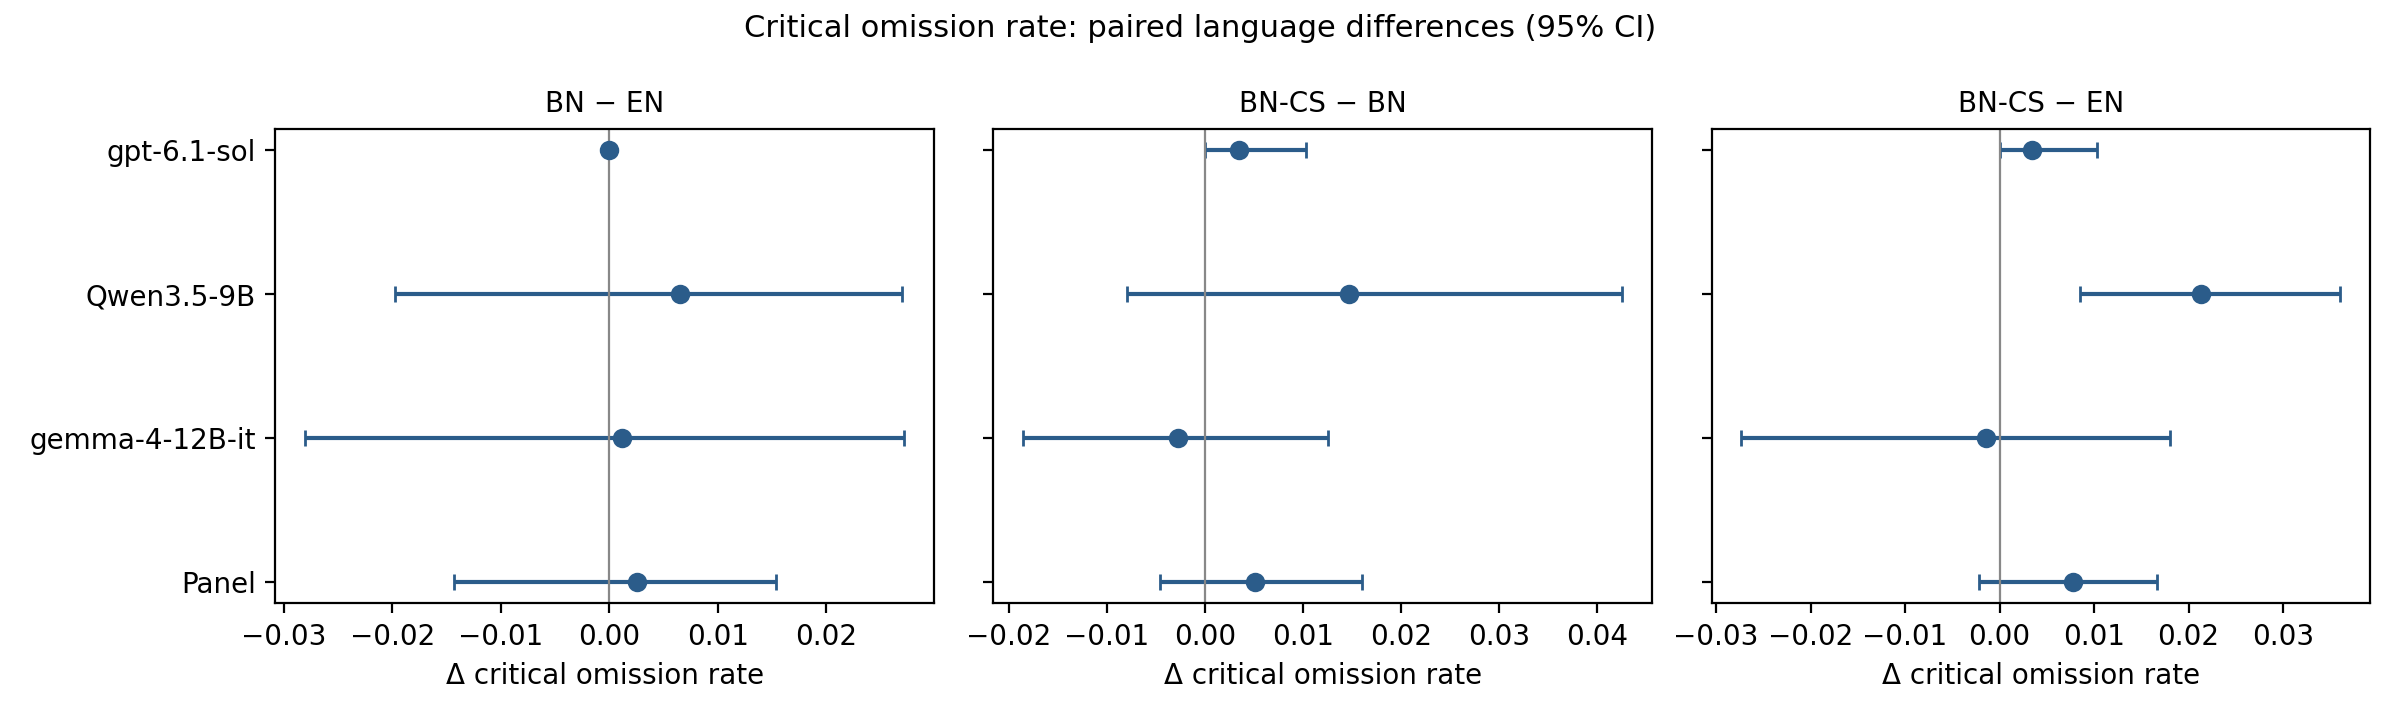 Critical omission rate: paired language differences (95% CI)
BN − EN
gpt-6.1-sol
Qwen3.5-9B
gemma-4-12B-it
Panel
−0.03 −0.02 −0.01 0.00 0.01 0.02
Δ critical omission rate
BN-CS − BN
−0.02 −0.01 0.00 0.01 0.02 0.03 0.04
Δ critical omission rate
BN-CS − EN
−0.03 −0.02 −0.01 0.00 0.01 0.02 0.03
Δ critical omission rate